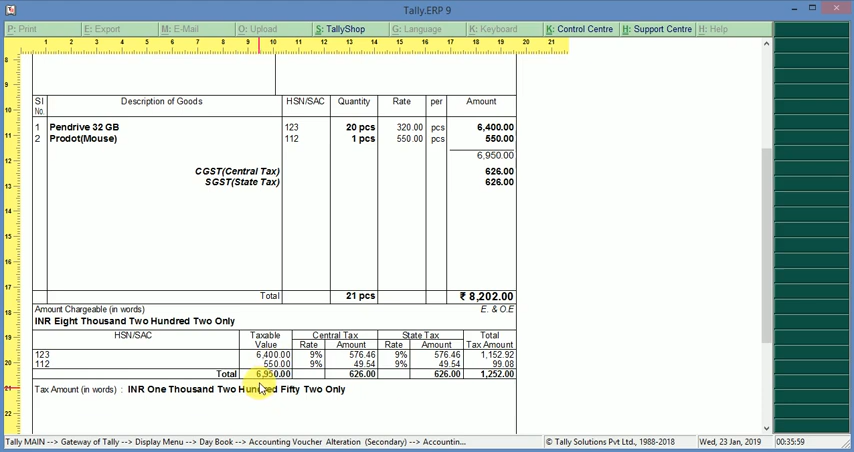 Tally.ERP 9
P: Print E: Export M: E-Mail O: Upload S: TallyShop G: Language K: Keyboard K: Control Centre H: Support Centre H: Help
1 2 3 4 5 6 7 8 9 10 11 12 13 14 15 16 17 18 19 20 21
8
9
10
11
12
13
14
15
16
17
18
19
20
21
22
Sl No. Description of Goods HSN/SAC Quantity Rate per Amount
1 Pendrive 32 GB 123 20 pcs 320.00 pcs 6,400.00
2 Prodot(Mouse) 112 1 pcs 550.00 pcs 550.00
6,950.00
CGST(Central Tax) 626.00
SGST(State Tax) 626.00
Total 21 pcs ₹ 8,202.00
Amount Chargeable (in words) E. & O.E
INR Eight Thousand Two Hundred Two Only
HSN/SAC Taxable Central Tax State Tax Total
Value Rate Amount Rate Amount Tax Amount
123 6,400.00 9% 576.46 9% 576.46 1,152.92
112 550.00 9% 49.54 9% 49.54 99.08
Total 6,950.00 626.00 626.00 1,252.00
Tax Amount (in words) : INR One Thousand Two Hundred Fifty Two Only
Tally MAIN --> Gateway of Tally --> Display Menu --> Day Book --> Accounting Voucher Alteration (Secondary) --> Accountin... © Tally Solutions Pvt Ltd., 1988-2018 Wed, 23 Jan, 2019 00:35:59